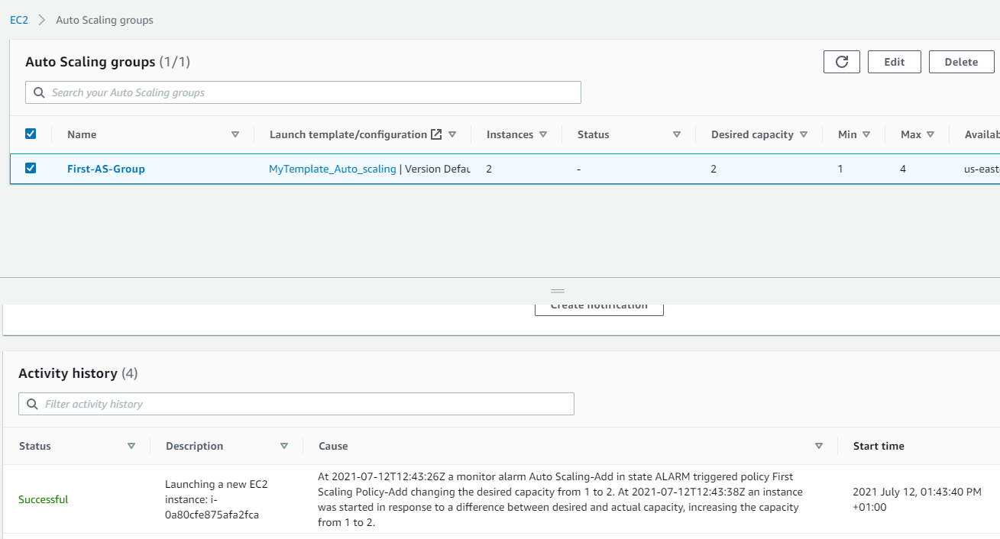 EC2 Auto Scaling groups
Auto Scaling groups (1/1)
Edit
Delete
Search your Auto Scaling groups
Name Launch template/configuration Instances Status Desired capacity Min Max Availab
First-AS-Group MyTemplate_Auto_scaling | Version Defau 2 - 2 1 4 us-east-
Create notification
Activity history (4)
Filter activity history
Status Description Cause Start time
Successful
Launching a new EC2
instance: i-
0a80cfe875afa2fca
At 2021-07-12T12:43:26Z a monitor alarm Auto Scaling-Add in state ALARM triggered policy First
Scaling Policy-Add changing the desired capacity from 1 to 2. At 2021-07-12T12:43:38Z an instance
was started in response to a difference between desired and actual capacity, increasing the capacity
from 1 to 2.
2021 July 12, 01:43:40 PM
+01:00